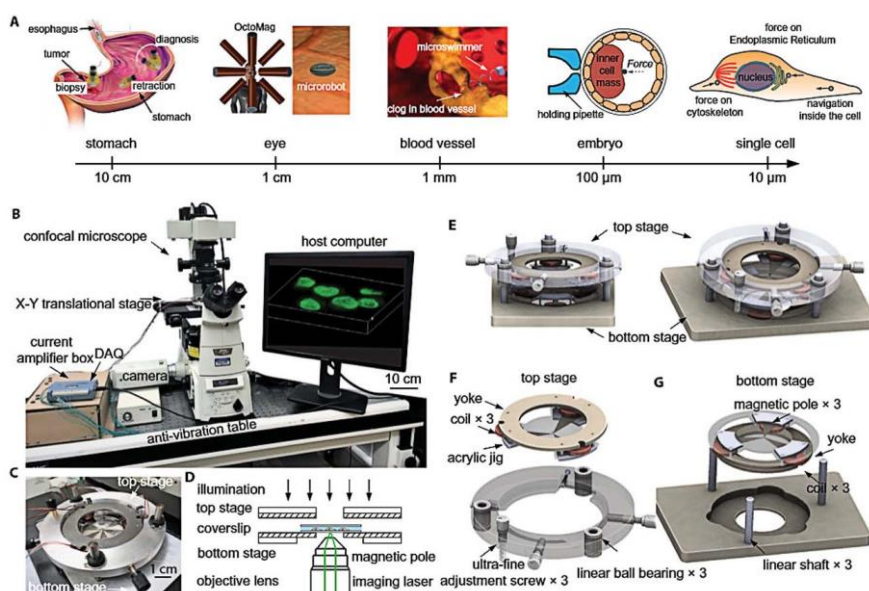 A
esophagus
diagnosis
tumor
biopsy
retraction
stomach
OctoMag
microrobot
microswimmer
clog in blood vessel
inner
cell
mass
Force
holding pipette
force on
Endoplasmic Reticulum
nucleus
force on
cytoskeleton
navigation
inside the cell
stomach
eye
blood vessel
embryo
single cell
10 cm
1 cm
1 mm
100 µm
10 µm
B
confocal microscope
host computer
X-Y translational stage
current
amplifier box
DAQ
camera
10 cm
anti-vibration table
C
top stage
1 cm
bottom stage
D
illumination
top stage
coverslip
bottom stage
magnetic pole
objective lens
imaging laser
E
top stage
bottom stage
F
top stage
yoke
coil × 3
acrylic jig
ultra-fine
adjustment screw × 3
linear ball bearing × 3
G
bottom stage
magnetic pole × 3
yoke
coil × 3
linear shaft × 3